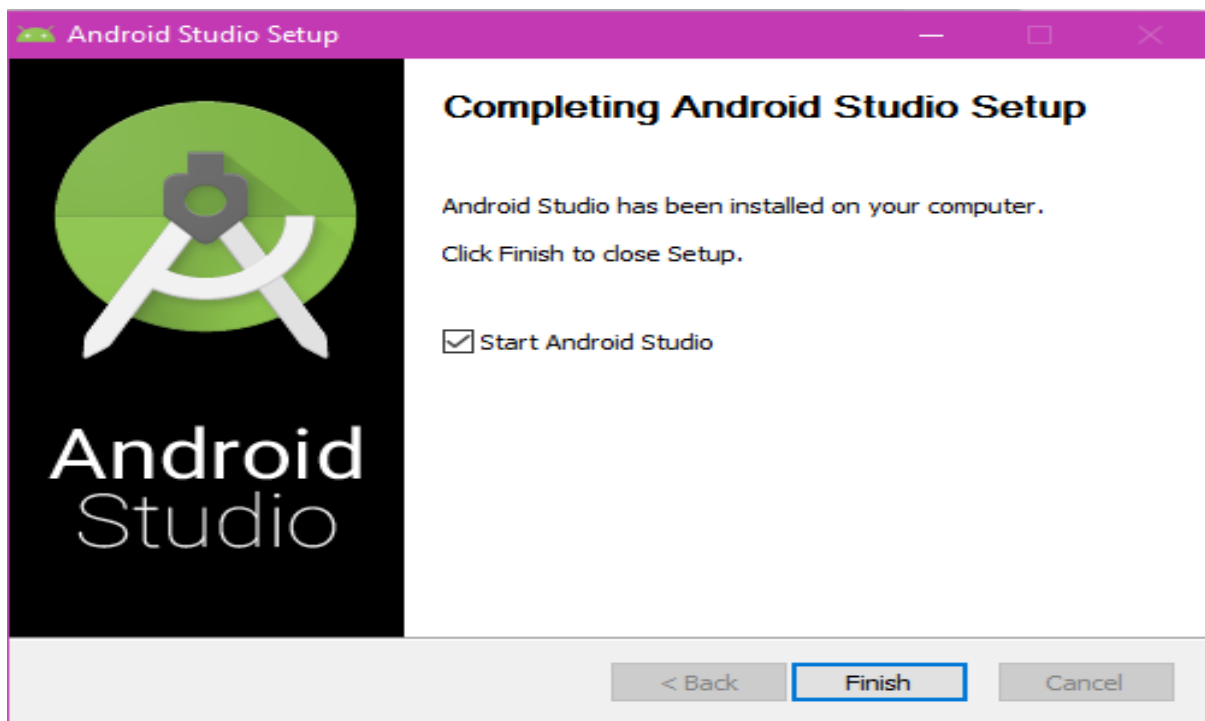 Android Studio Setup
Completing Android Studio Setup
Android Studio has been installed on your computer.
Click Finish to close Setup.
Start Android Studio
Android
Studio
< Back
Finish
Cancel